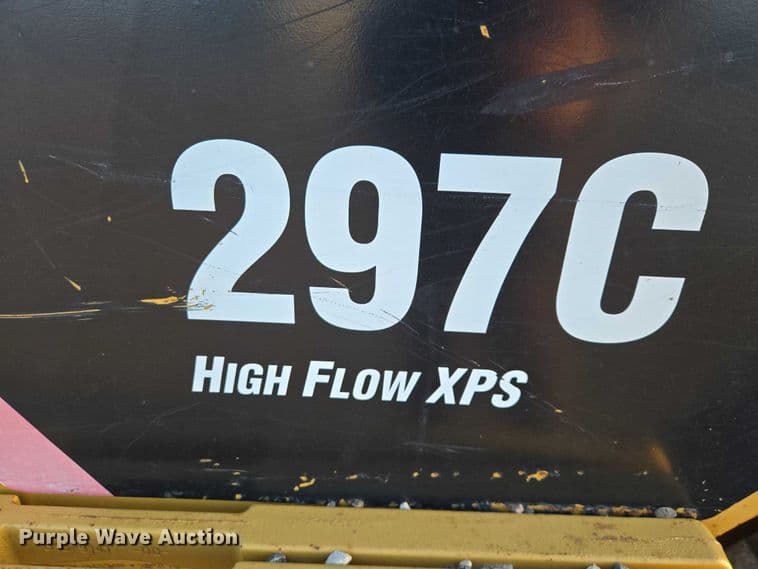 297C
HIGH FLOW XPS
Purple Wave Auction